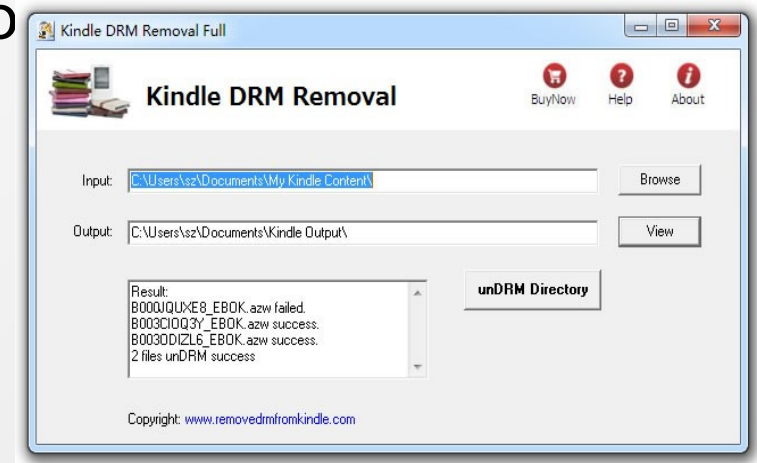 Kindle DRM Removal Full
Kindle DRM Removal
BuyNow
Help
About
Input: C:\Users\sz\Documents\My Kindle Content\
Browse
Output: C:\Users\sz\Documents\Kindle Output\
View
Result:
B000JQUXE8_EBOK.azw failed.
B003CIOQ3Y_EBOK.azw success.
B003ODIZL6_EBOK.azw success.
2 files unDRM success
unDRM Directory
Copyright: www.removedrmfromkindle.com